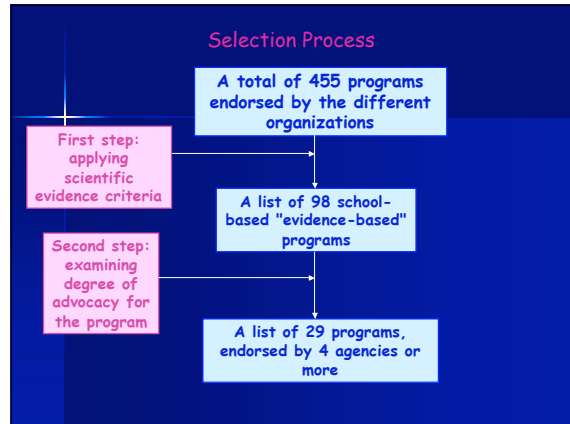 Selection Process
A total of 455 programs
endorsed by the different
organizations
First step:
applying
scientific
evidence criteria
A list of 98 school-
based "evidence-based"
programs
Second step:
examining
degree of
advocacy for
the program
A list of 29 programs,
endorsed by 4 agencies or
more